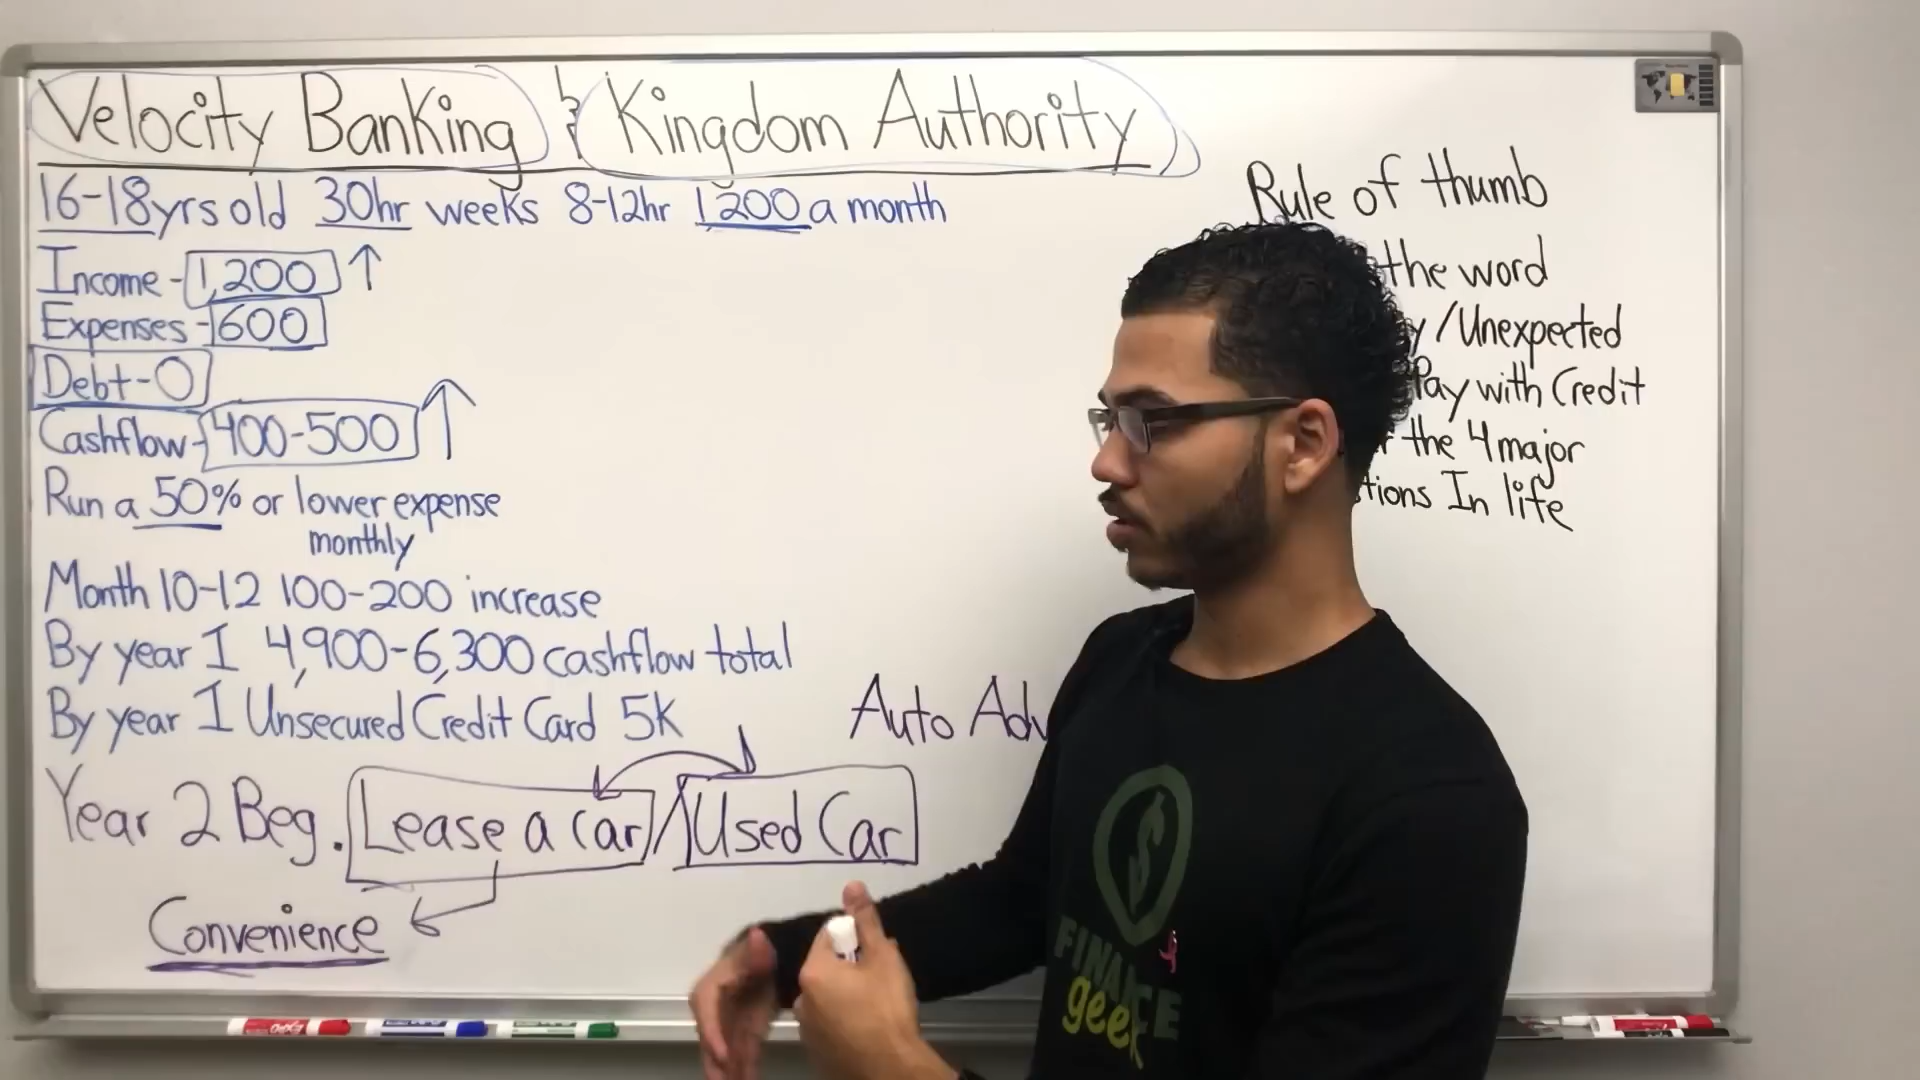 Velocity Banking & Kingdom Authority
16-18yrs old 30hr weeks 8-12hr 1,200 a month
Income - 1,200 ↑
Expenses - 600
Debt - 0
Cashflow - 400-500 ↑
Run a 50% or lower expense
monthly
Month 10-12 100-200 increase
By year 1 4,900-6,300 cashflow total
By year 1 Unsecured Credit Card 5K
Year 2 Beg. Lease a car / Used Car
Convenience
Auto Adv
Rule of thumb
the word
y / Unexpected
Pay with Credit
the 4 major
tions In life
$
FINANCE
geek
EXPO